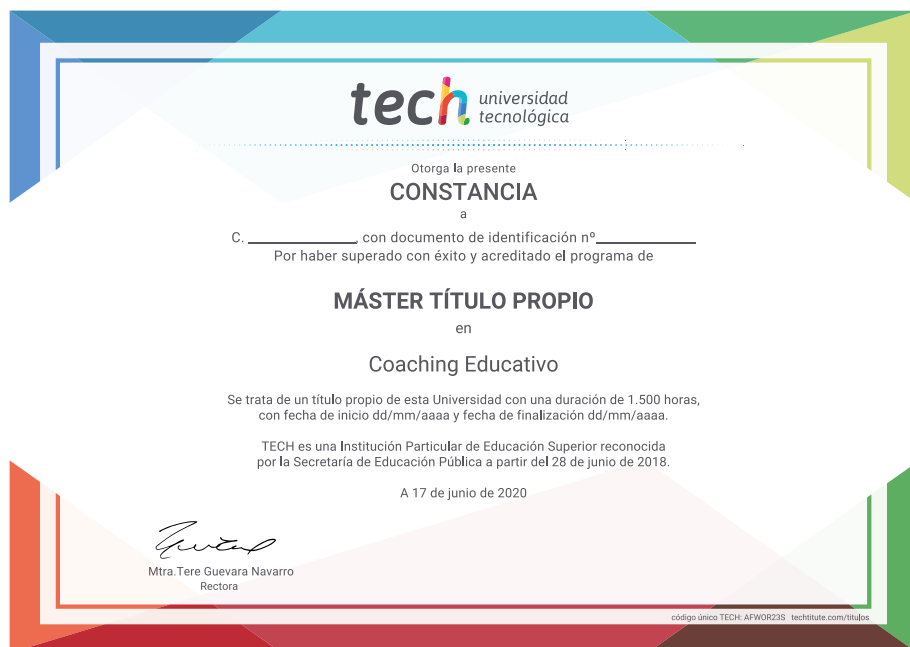 tech universidad
tecnológica
Otorga la presente
CONSTANCIA
a
C. ____________, con documento de identificación nº____________
Por haber superado con éxito y acreditado el programa de
MÁSTER TÍTULO PROPIO
en
Coaching Educativo
Se trata de un título propio de esta Universidad con una duración de 1.500 horas,
con fecha de inicio dd/mm/aaaa y fecha de finalización dd/mm/aaaa.
TECH es una Institución Particular de Educación Superior reconocida
por la Secretaría de Educación Pública a partir del 28 de junio de 2018.
A 17 de junio de 2020
Mtra.Tere Guevara Navarro
Rectora
código único TECH: AFWOR23S techtitute.com/titulos